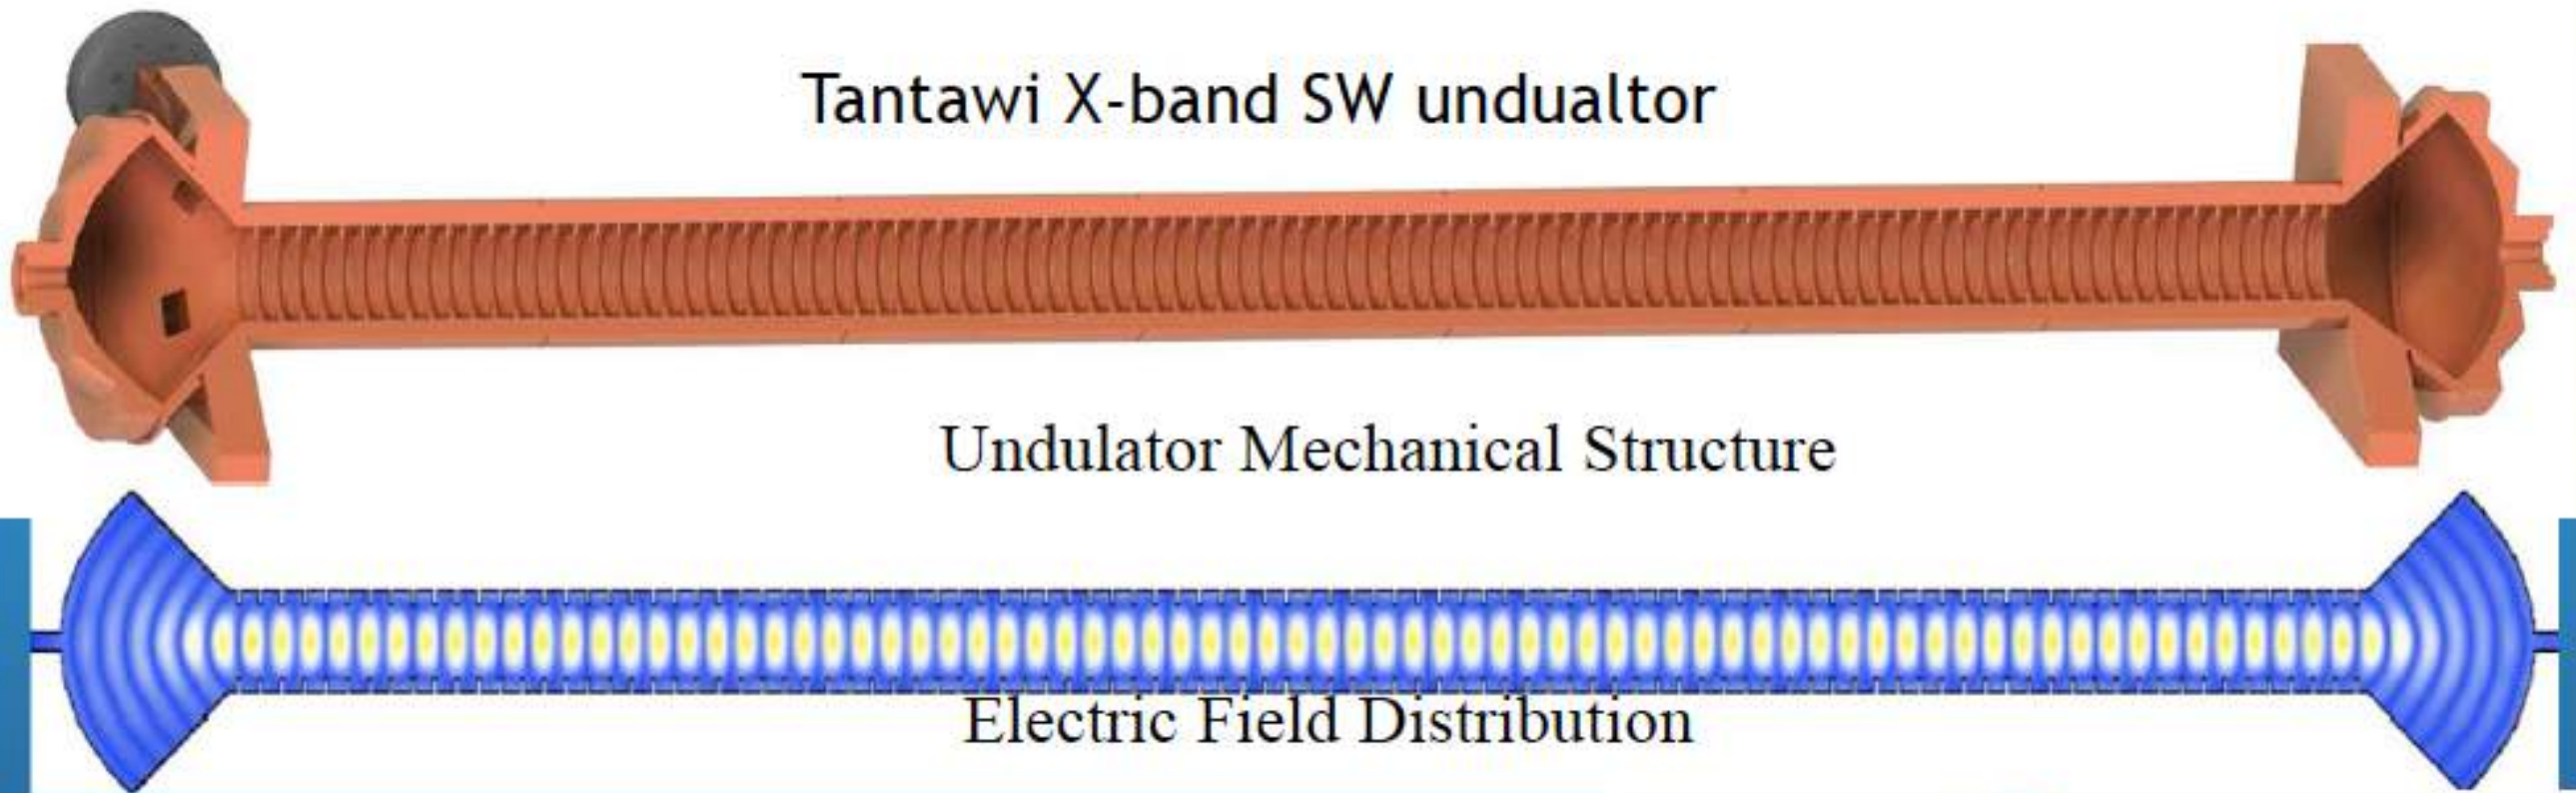 Tantawi X-band SW undualtor
Undulator Mechanical Structure
Electric Field Distribution